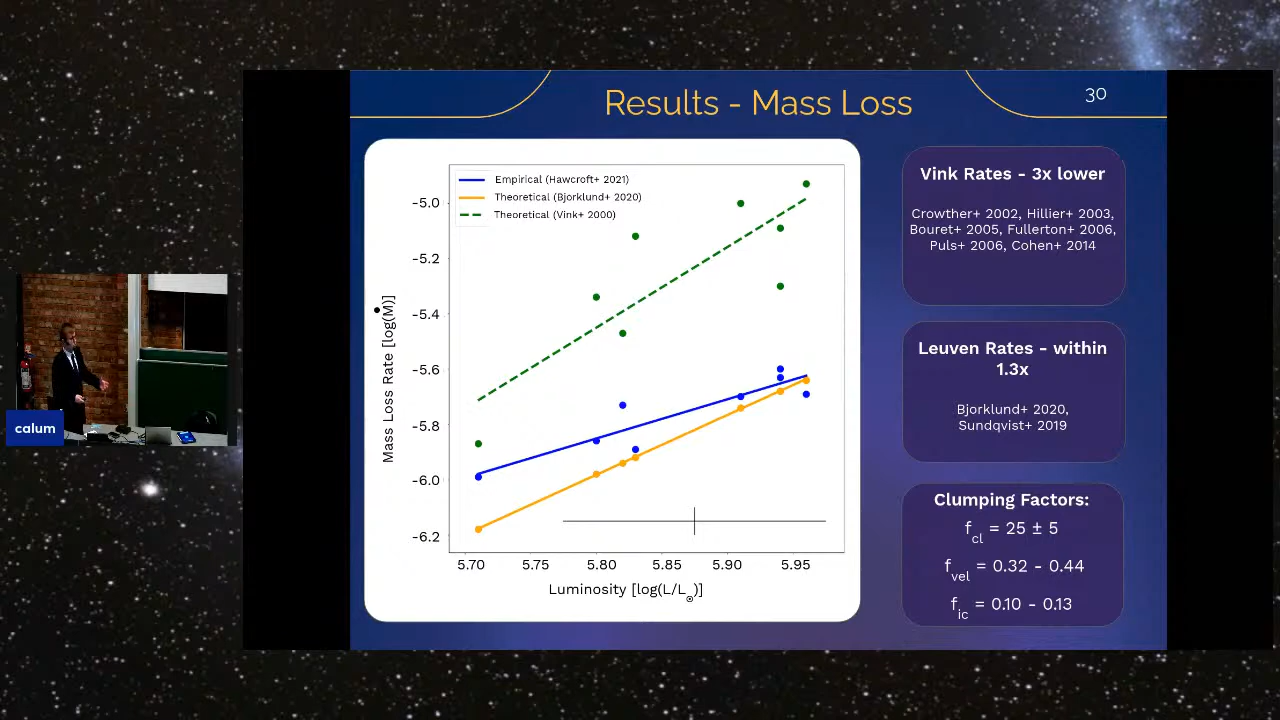 Results - Mass Loss
30
Empirical (Hawcroft+ 2021)
Theoretical (Bjorklund+ 2020)
Theoretical (Vink+ 2000)
-5.0
-5.2
-5.4
-5.6
-5.8
-6.0
-6.2
Mass Loss Rate [log(Ṁ)]
5.70 5.75 5.80 5.85 5.90 5.95
Luminosity [log(L/L☉)]
Vink Rates - 3x lower
Crowther+ 2002, Hillier+ 2003,
Bouret+ 2005, Fullerton+ 2006,
Puls+ 2006, Cohen+ 2014
Leuven Rates - within
1.3x
Bjorklund+ 2020,
Sundqvist+ 2019
Clumping Factors:
fcl = 25 ± 5
fvel = 0.32 - 0.44
fic = 0.10 - 0.13
calum